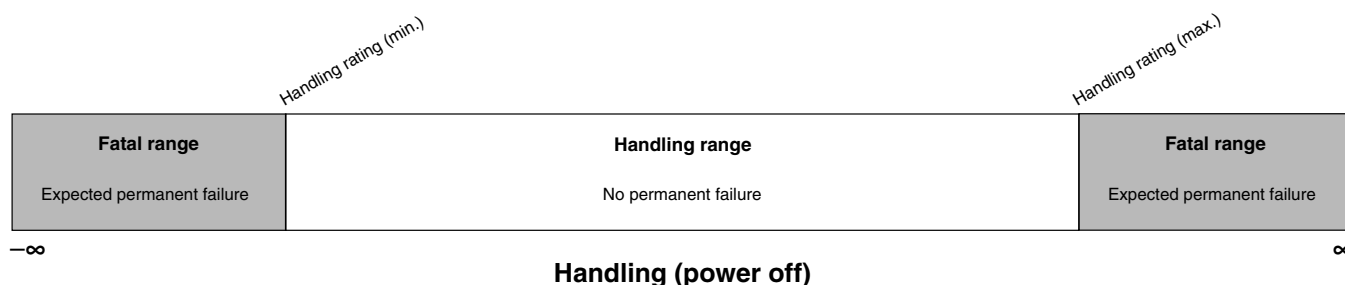 Handling rating (min.)
Handling rating (max.)
Fatal range
Handling range
Fatal range
Expected permanent failure
No permanent failure
Expected permanent failure
–∞
∞
Handling (power off)